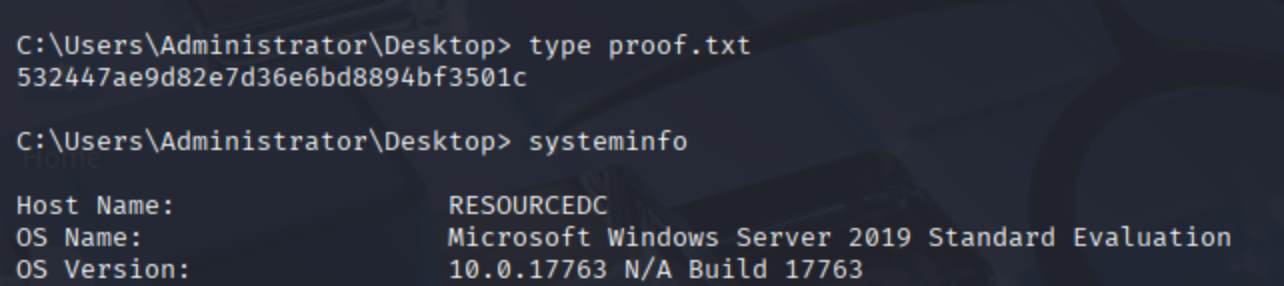 C:\Users\Administrator\Desktop> type proof.txt
532447ae9d82e7d36e6bd8894bf3501c
C:\Users\Administrator\Desktop> systeminfo
Home
Host Name: RESOURCEDC
OS Name: Microsoft Windows Server 2019 Standard Evaluation
OS Version: 10.0.17763 N/A Build 17763